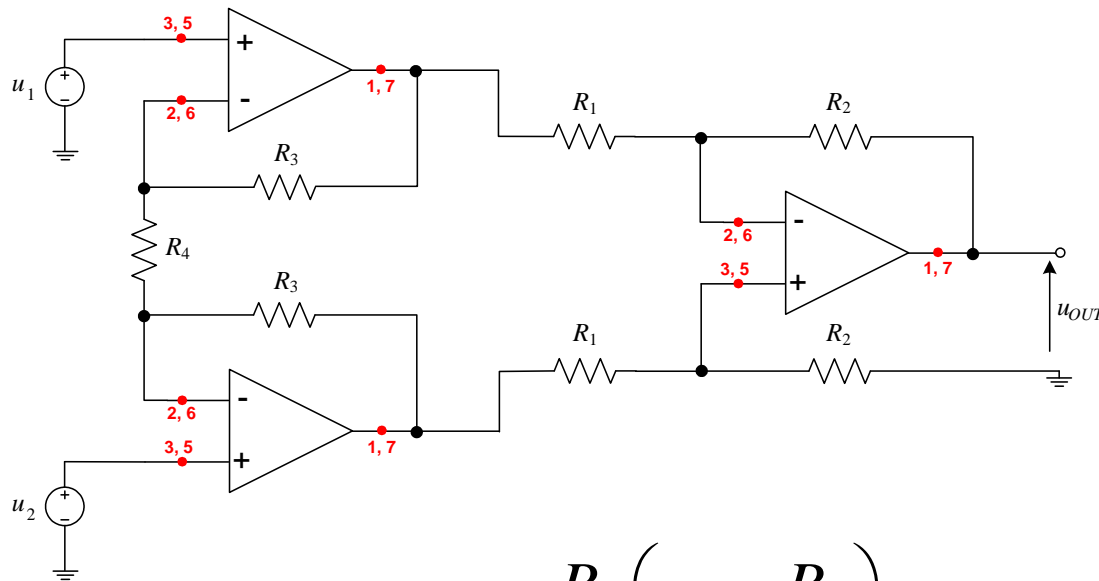 3, 5
+
u1
+
−
-
2, 6
1, 7
R3
R1
R2
R4
-
2, 6
3, 5
+
1, 7
uOUT
R3
R1
R2
-
2, 6
1, 7
3, 5
+
u2
+
−
R ( R )